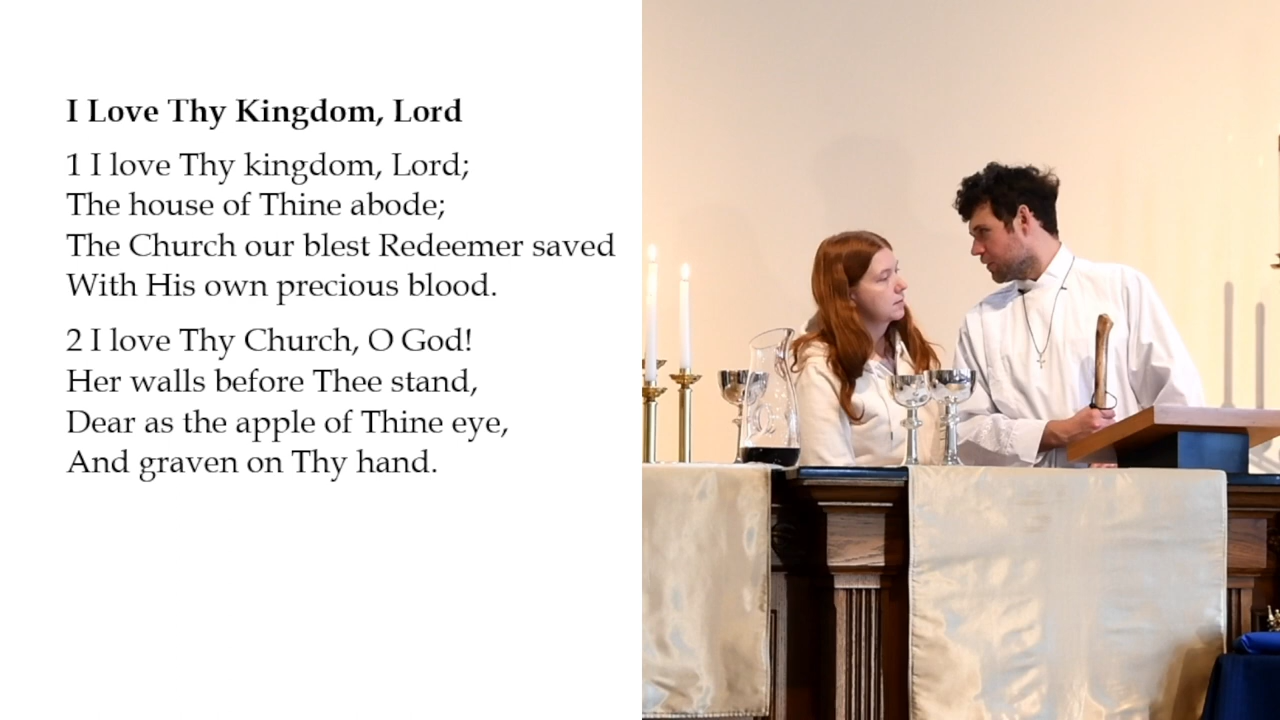 I Love Thy Kingdom, Lord
1 I love Thy kingdom, Lord;
The house of Thine abode;
The Church our blest Redeemer saved
With His own precious blood.
2 I love Thy Church, O God!
Her walls before Thee stand,
Dear as the apple of Thine eye,
And graven on Thy hand.